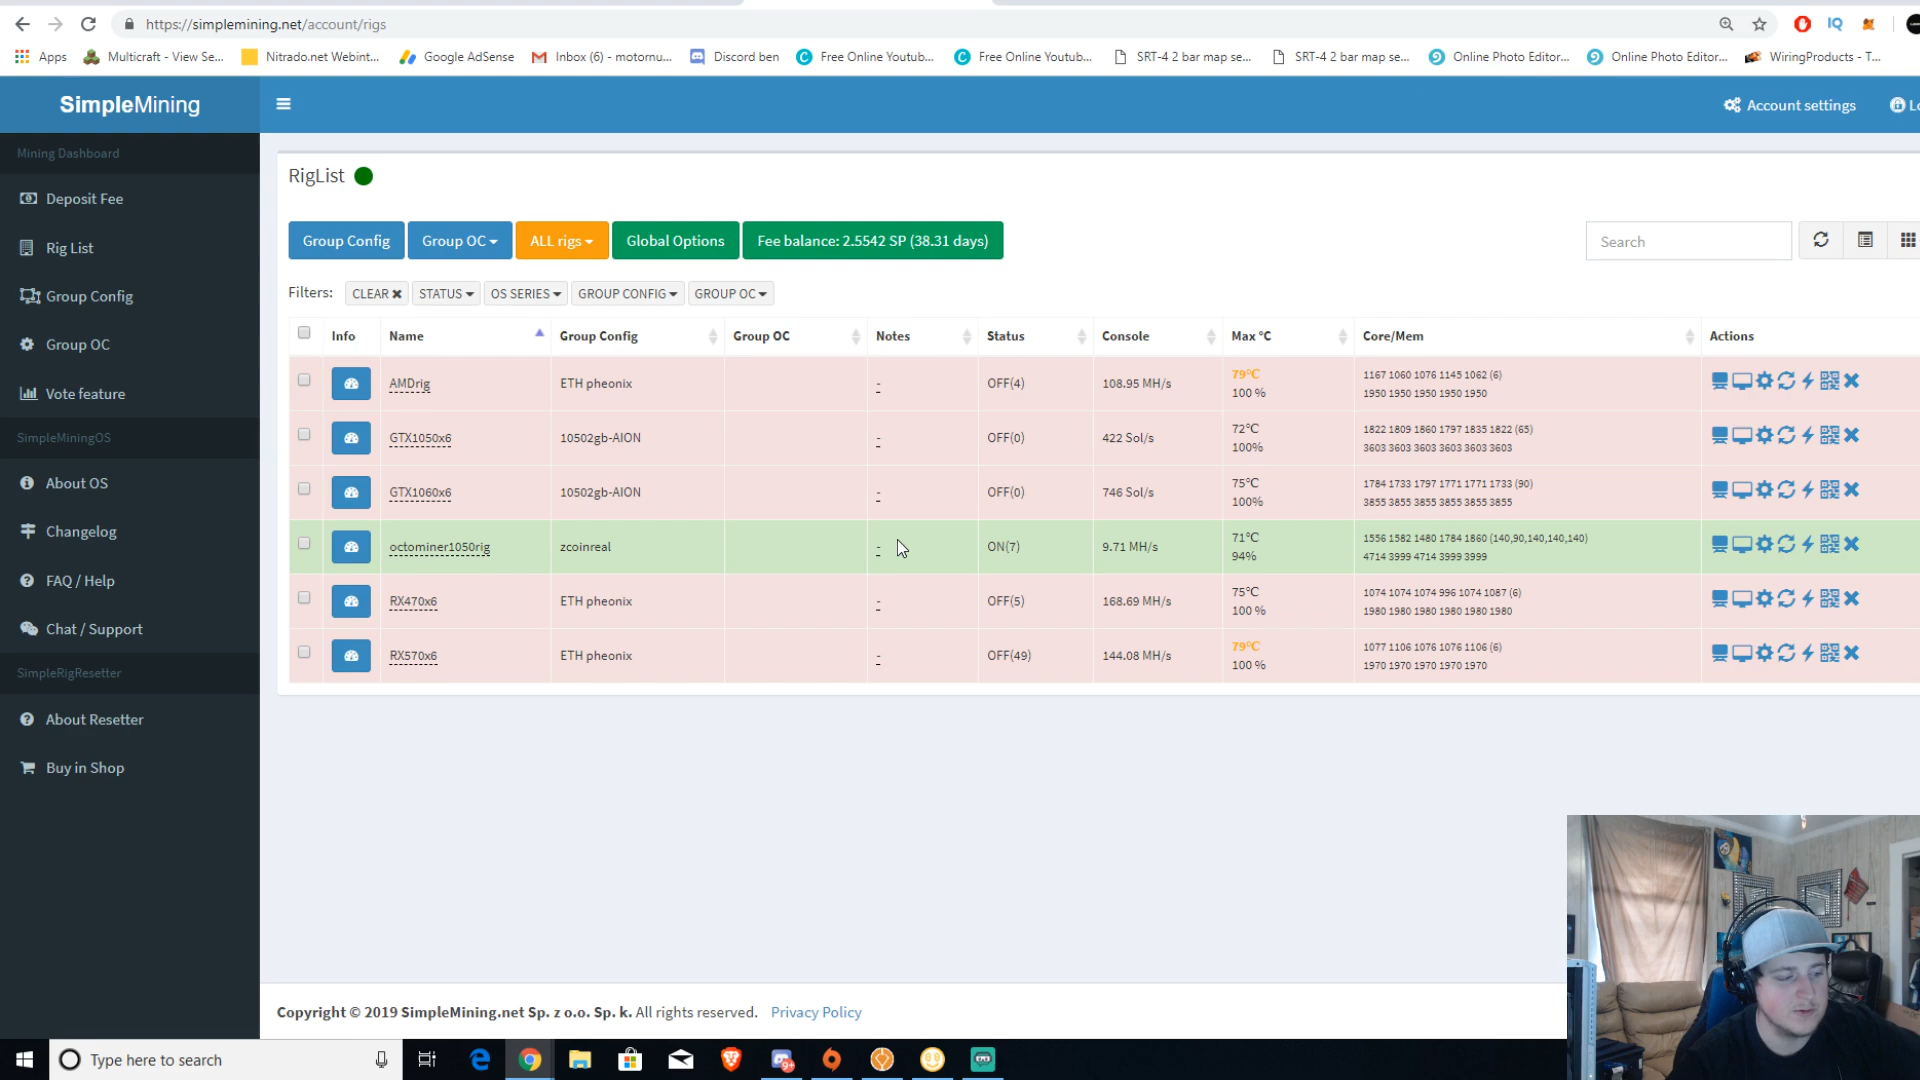 https://simplemining.net/account/rigs
Apps
Multicraft - View Se...
Nitrado.net Webint...
Google AdSense
Inbox (6) - motornu...
Discord ben
Free Online Youtub...
Free Online Youtub...
SRT-4 2 bar map se...
SRT-4 2 bar map se...
Online Photo Editor...
Online Photo Editor...
WiringProducts - T...
SimpleMining
Account settings
Lo
Mining Dashboard
Deposit Fee
Rig List
Group Config
Group OC
Vote feature
SimpleMiningOS
About OS
Changelog
FAQ / Help
Chat / Support
SimpleRigResetter
About Resetter
Buy in Shop
RigList
Group Config
Group OC
ALL rigs
Global Options
Fee balance: 2.5542 SP (38.31 days)
Search
Filters:
CLEAR
STATUS
OS SERIES
GROUP CONFIG
GROUP OC
Info Name Group Config Group OC Notes Status Console Max °C Core/Mem Actions
AMDrig ETH pheonix - OFF(4) 108.95 MH/s 79°C 1167 1060 1076 1145 1062 (6)
100 % 1950 1950 1950 1950 1950
GTX1050x6 10502gb-AION - OFF(0) 422 Sol/s 72°C 1822 1809 1860 1797 1835 1822 (65)
100% 3603 3603 3603 3603 3603 3603
GTX1060x6 10502gb-AION - OFF(0) 746 Sol/s 75°C 1784 1733 1797 1771 1771 1733 (90)
100% 3855 3855 3855 3855 3855 3855
octominer1050rig zcoinreal - ON(7) 9.71 MH/s 71°C 1556 1582 1480 1784 1860 (140,90,140,140,140)
94% 4714 3999 4714 3999 3999
RX470x6 ETH pheonix - OFF(5) 168.69 MH/s 75°C 1074 1074 1074 996 1074 1087 (6)
100 % 1980 1980 1980 1980 1980 1980
RX570x6 ETH pheonix - OFF(49) 144.08 MH/s 79°C 1077 1106 1076 1076 1106 (6)
100 % 1970 1970 1970 1970 1970
Copyright © 2019 SimpleMining.net Sp. z o.o. Sp. k. All rights reserved. Privacy Policy
Type here to search
9+